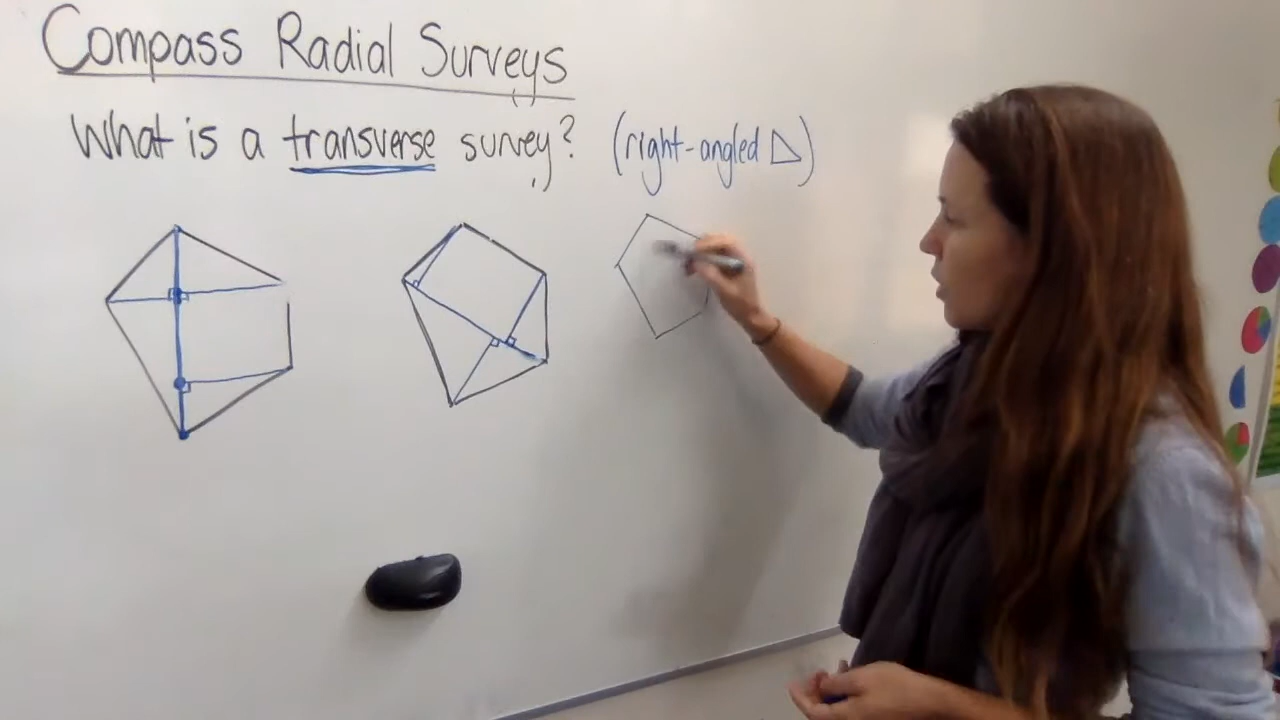 Compass Radial Surveys
What is a transverse survey? (right-angled △)